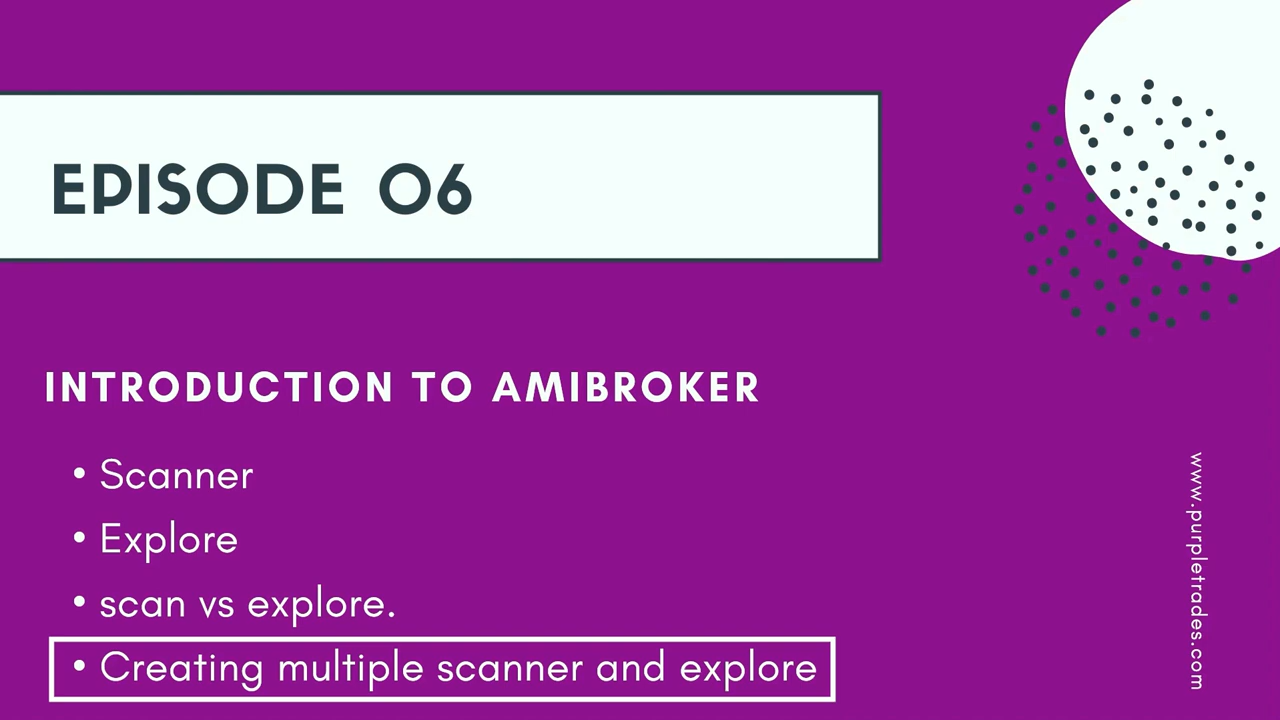 EPISODE 06
INTRODUCTION TO AMIBROKER
• Scanner
• Explore
• scan vs explore.
• Creating multiple scanner and explore
www.purpletrades.com